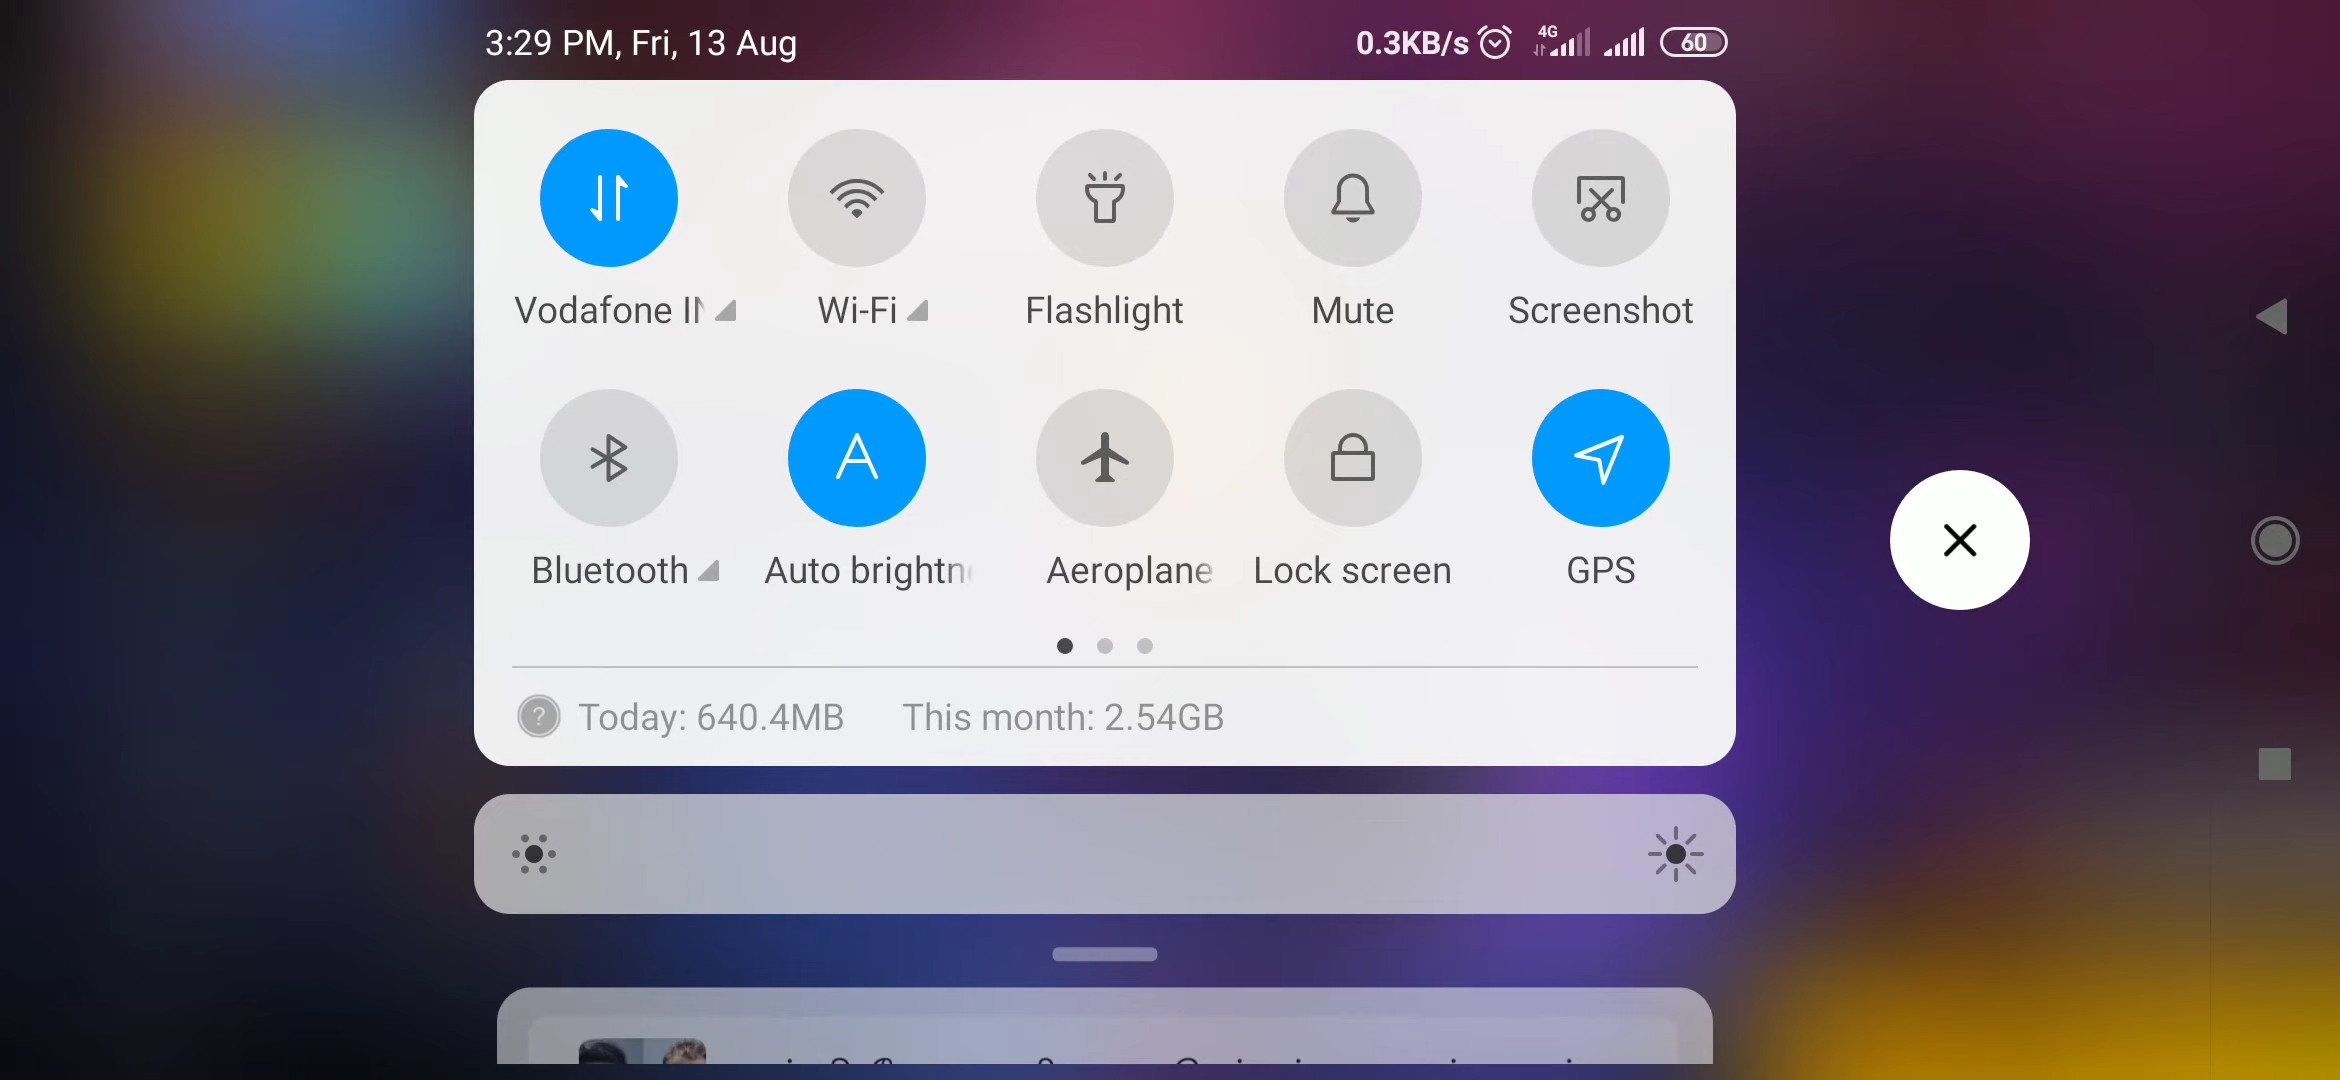 3:29 PM, Fri, 13 Aug 0.3KB/s 4G 60
Vodafone Wi-Fi Flashlight Mute Screenshot
Bluetooth Auto Aeroplane Lock screen GPS
? Today: 640.4MB This month: 2.54GB